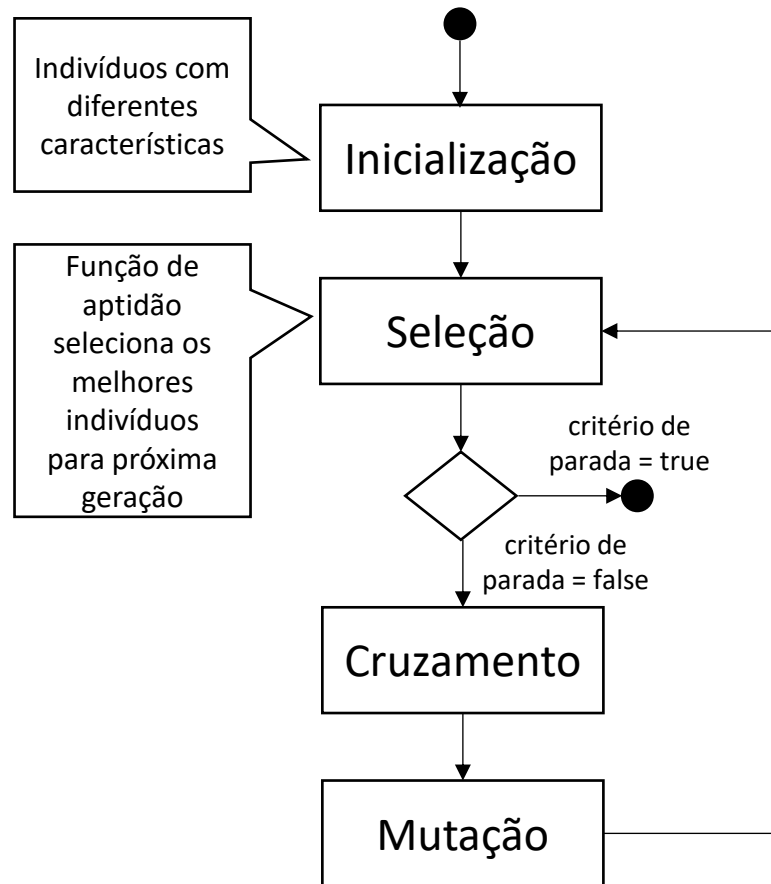 Indivíduos com
diferentes
características
Inicialização
Função de
aptidão
seleciona os
melhores
indivíduos
para próxima
geração
Seleção
critério de
parada = true
critério de
parada = false
Cruzamento
Mutação